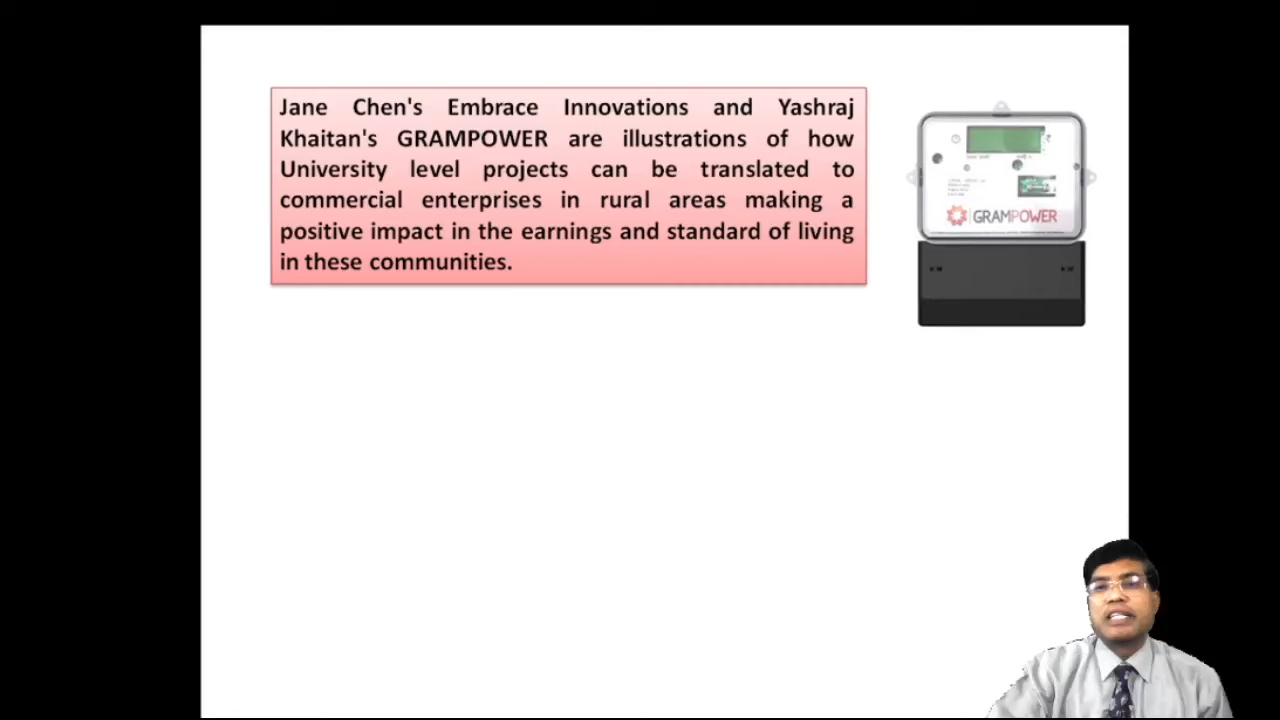 Jane Chen's Embrace Innovations and Yashraj
Khaitan's GRAMPOWER are illustrations of how
University level projects can be translated to
commercial enterprises in rural areas making a
positive impact in the earnings and standard of living
in these communities.
GRAMPOWER